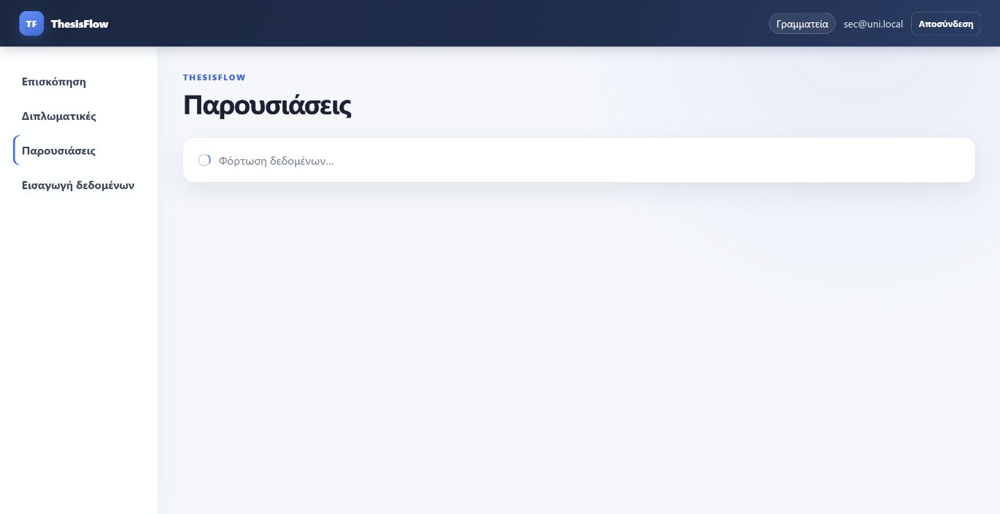 TF ThesisFlow Γραμματεία sec@uni.local Αποσύνδεση
Επισκόπηση
Διπλωματικές
Παρουσιάσεις
Εισαγωγή δεδομένων
THESISFLOW
Παρουσιάσεις
Φόρτωση δεδομένων...